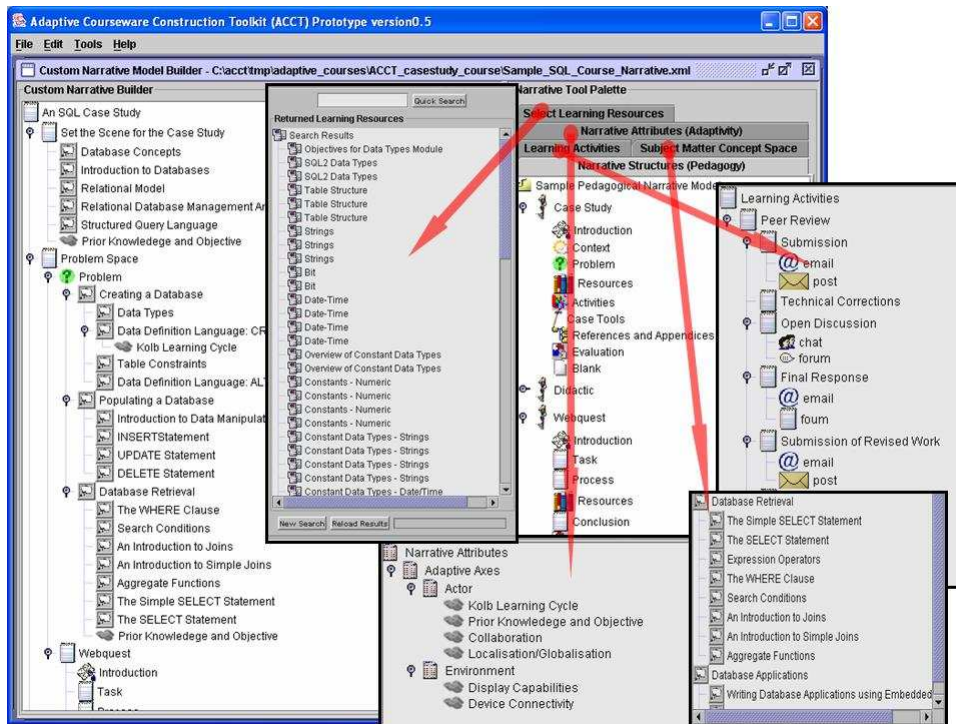 Adaptive Courseware Construction Toolkit (ACCT) Prototype version0.5
File Edit Tools Help
Custom Narrative Model Builder - C:\acct\tmp\adaptive_courses\ACCT_casestudy_course\Sample_SQL_Course_Narrative.xml
Custom Narrative Builder
An SQL Case Study
Set the Scene for the Case Study
Database Concepts
Introduction to Databases
Relational Model
Relational Database Management Ar
Structured Query Language
Prior Knowledege and Objective
Problem Space
Problem
Creating a Database
Data Types
Data Definition Language: CR
Kolb Learning Cycle
Table Constraints
Data Definition Language: AL
Populating a Database
Introduction to Data Manipulat
INSERTStatement
UPDATE Statement
DELETE Statement
Database Retrieval
The WHERE Clause
Search Conditions
An Introduction to Joins
An Introduction to Simple Joins
Aggregate Functions
The Simple SELECT Statement
The SELECT Statement
Prior Knowledege and Objective
Webquest
Introduction
Task
Quick Search
Returned Learning Resources
Search Results
Objectives for Data Types Module
SQL2 Data Types
SQL2 Data Types
Table Structure
Table Structure
Table Structure
Strings
Strings
Strings
Bit
Bit
Date-Time
Date-Time
Date-Time
Date-Time
Overview of Constant Data Types
Overview of Constant Data Types
Constants - Numeric
Constants - Numeric
Constants - Numeric
Constants - Numeric
Constant Data Types - Strings
Constant Data Types - Strings
Constant Data Types - Strings
Constant Data Types - Strings
Constant Data Types - Date/Time
New Search Reload Results
Narrative Tool Palette
Select Learning Resources
Narrative Attributes (Adaptivity)
Learning Activities Subject Matter Concept Space
Narrative Structures (Pedagogy)
Sample Pedagogical Narrative Mode
Case Study
Introduction
Context
Problem
Resources
Activities
Case Tools
References and Appendices
Evaluation
Blank
Didactic
Webquest
Introduction
Task
Process
Resources
Conclusion
Learning Activities
Peer Review
Submission
email
post
Technical Corrections
Open Discussion
chat
forum
Final Response
email
foum
Submission of Revised Work
email
post
Narrative Attributes
Adaptive Axes
Actor
Kolb Learning Cycle
Prior Knowledege and Objective
Collaboration
Localisation/Globalisation
Environment
Display Capabilities
Device Connectivity
Database Retrieval
The Simple SELECT Statement
The SELECT Statement
Expression Operators
The WHERE Clause
Search Conditions
An Introduction to Joins
An Introduction to Simple Joins
Aggregate Functions
Database Applications
Writing Database Applications using Embedded